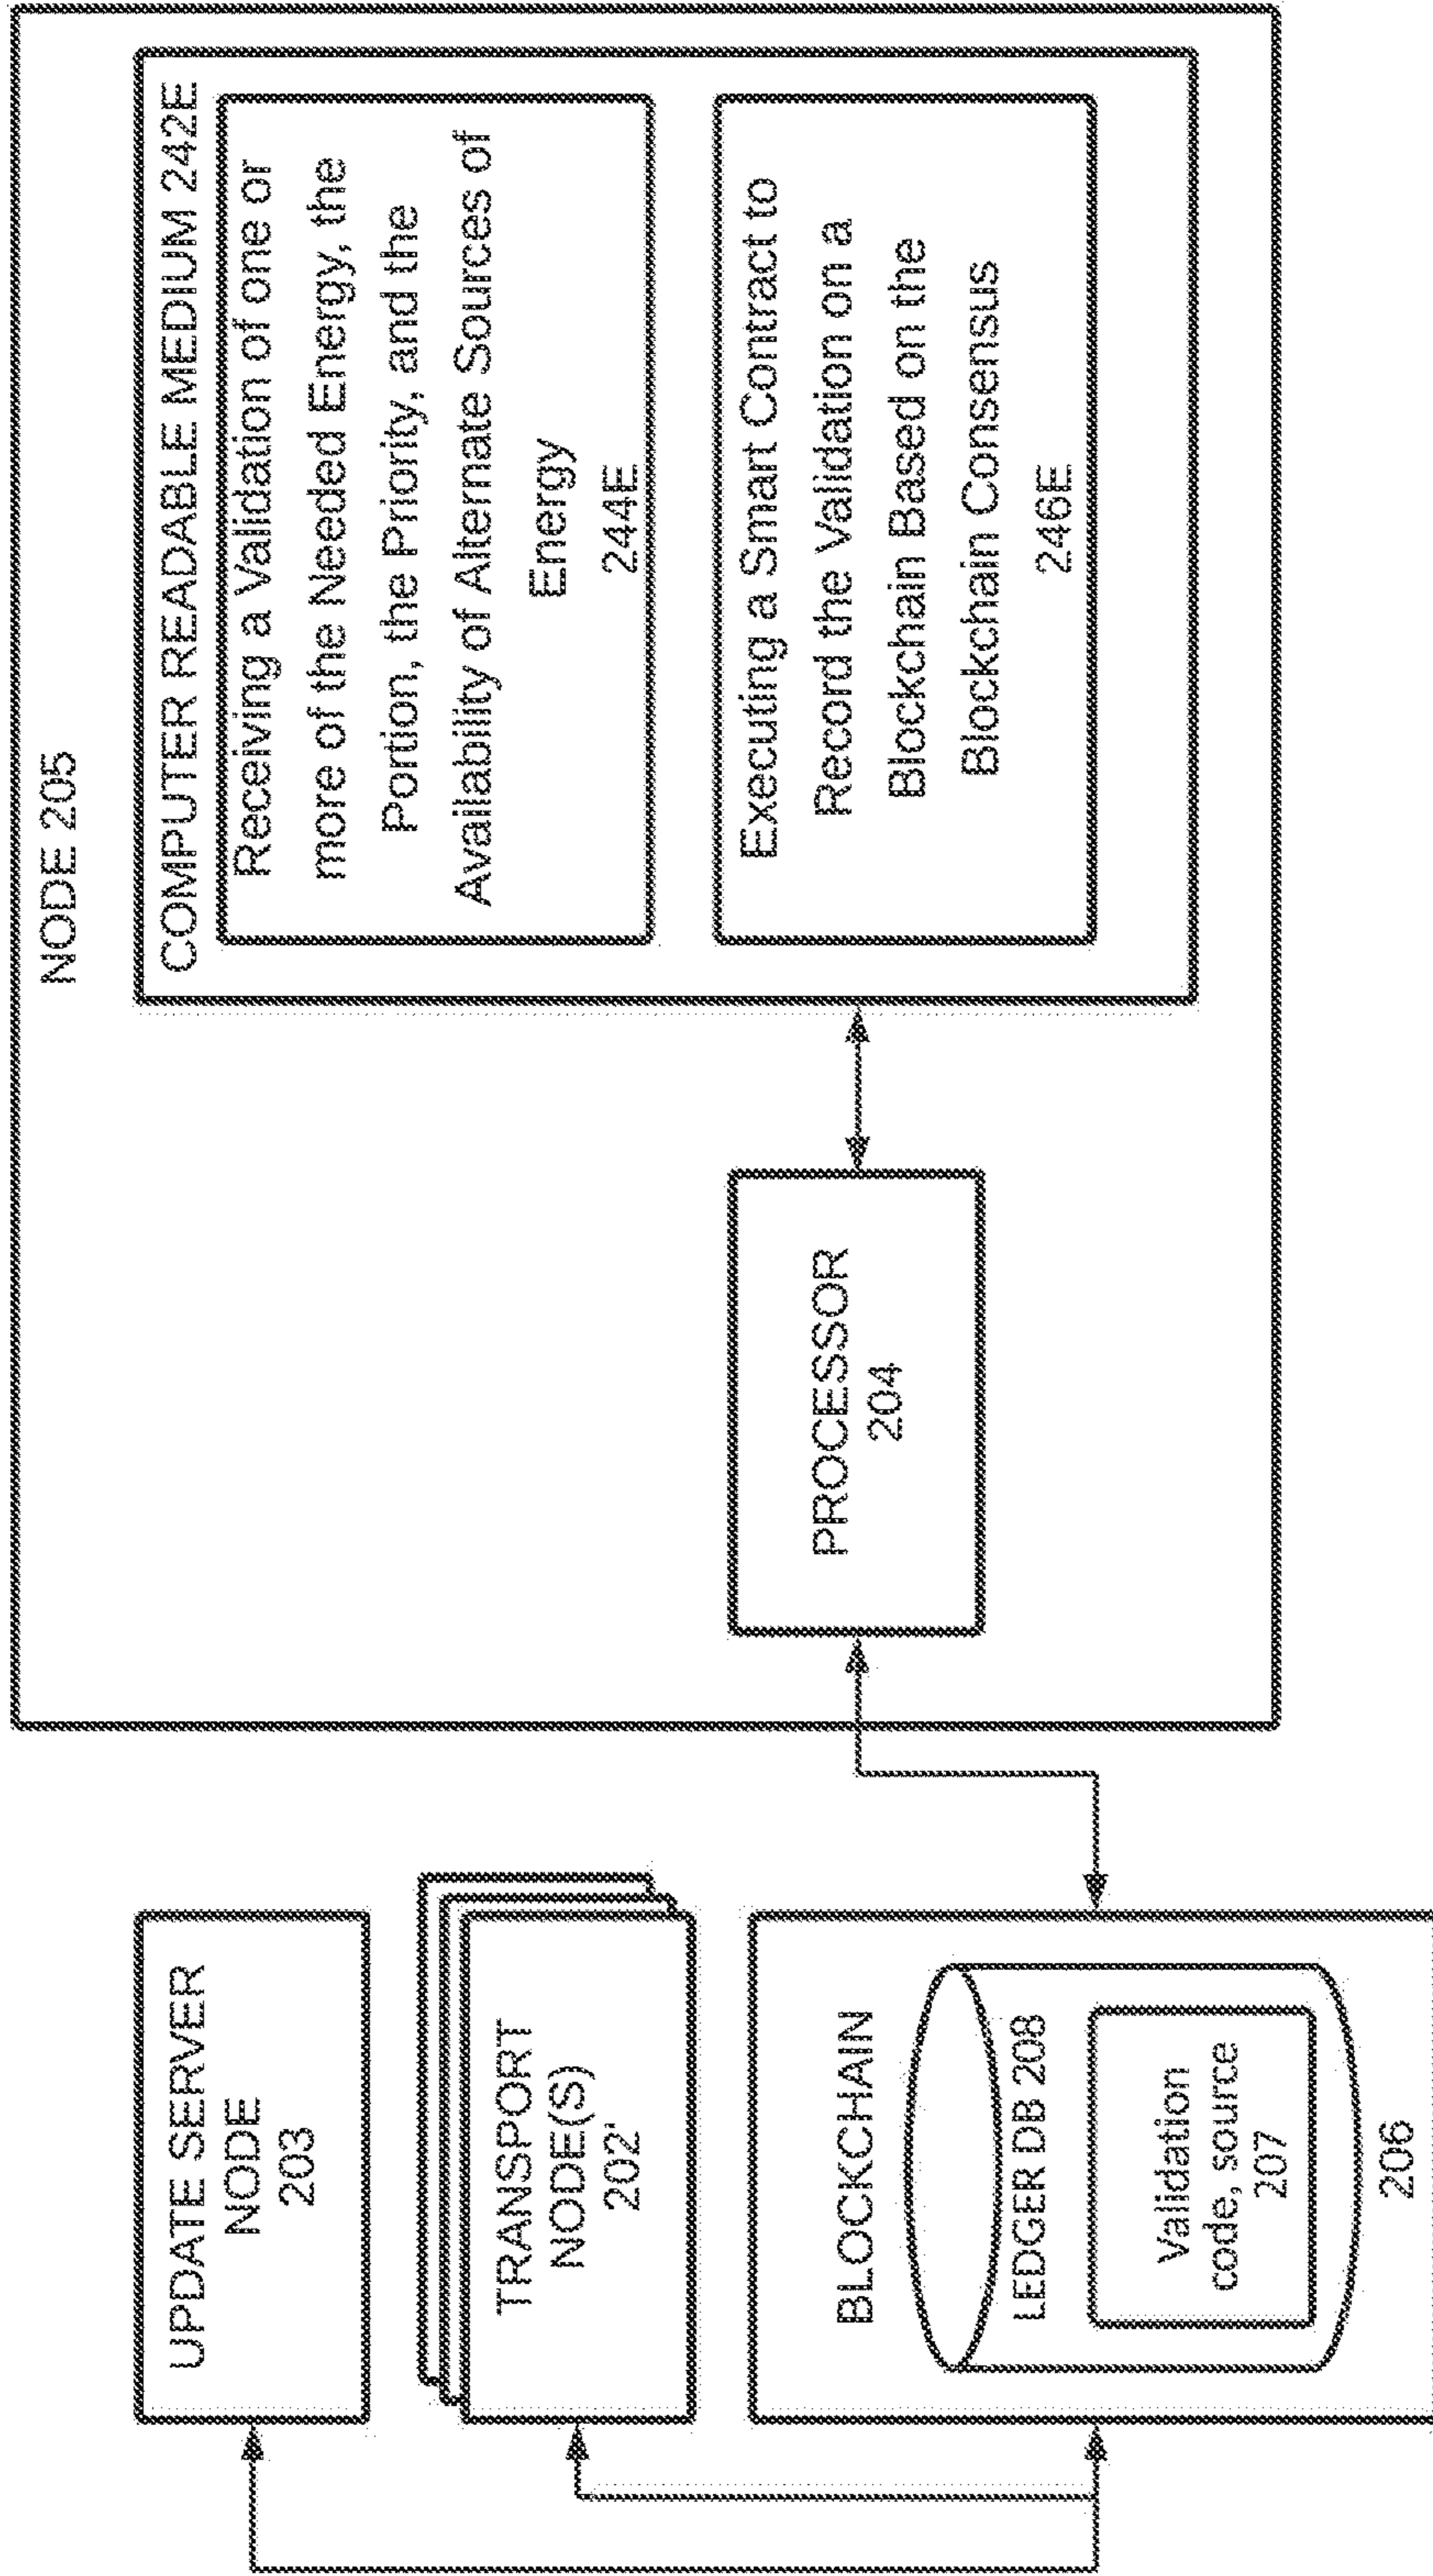 NODE 205
COMPUTER READABLE MEDIUM 242E
Receiving a Validation of one or
more of the Needed Energy, the
Portion, the Priority, and the
Availability of Alternate Sources of
Energy
244E
Executing a Smart Contract to
Record the Validation on a
Blockchain Based on the
Blockchain Consensus
246E
PROCESSOR
204
UPDATE SERVER
NODE
203
TRANSPORT
NODE(S)
202'
BLOCKCHAIN
LEDGER DB 208
Validation
code, source
207
206